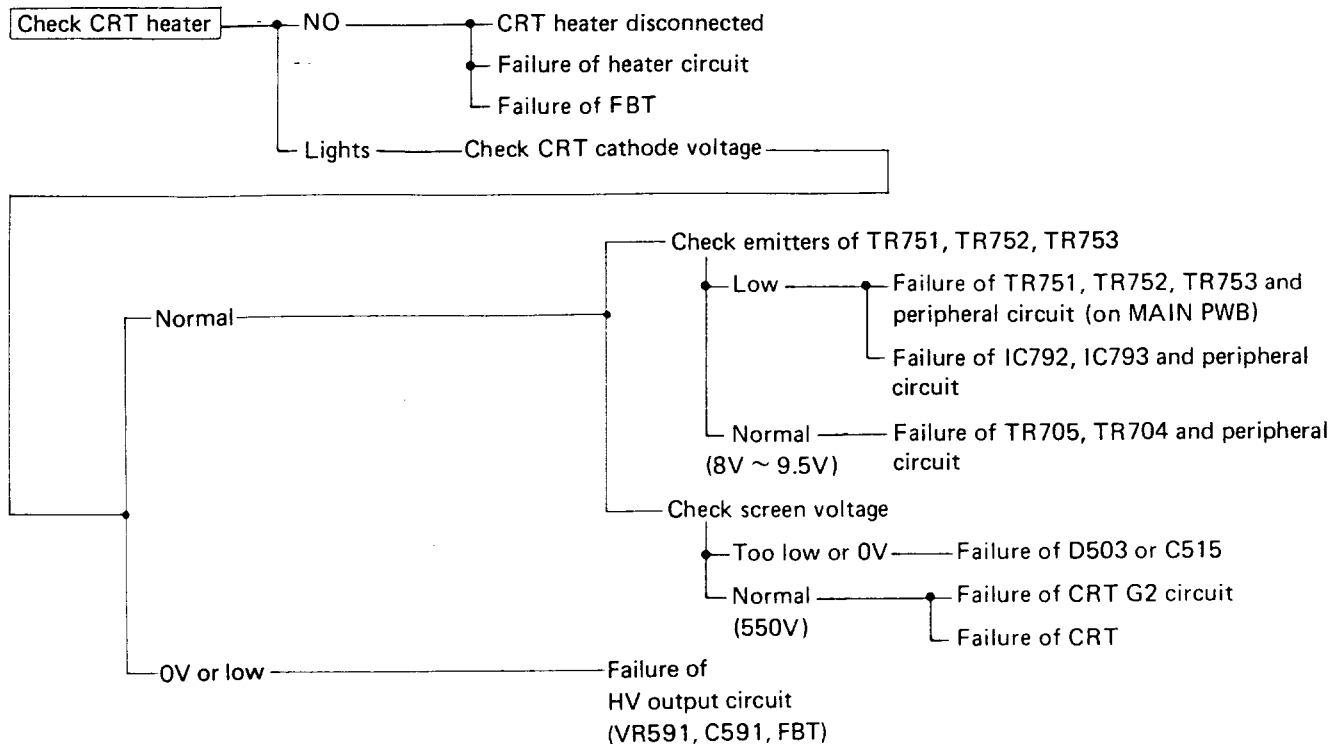 Check CRT heater
NO
CRT heater disconnected
Failure of heater circuit
Failure of FBT
Lights
Check CRT cathode voltage
Normal
Check emitters of TR751, TR752, TR753
Low
Failure of TR751, TR752, TR753 and
peripheral circuit (on MAIN PWB)
Failure of IC792, IC793 and peripheral
circuit
Normal
(8V ~ 9.5V)
Failure of TR705, TR704 and peripheral
circuit
Check screen voltage
Too low or 0V
Failure of D503 or C515
Normal
(550V)
Failure of CRT G2 circuit
Failure of CRT
0V or low
Failure of
HV output circuit
(VR591, C591, FBT)